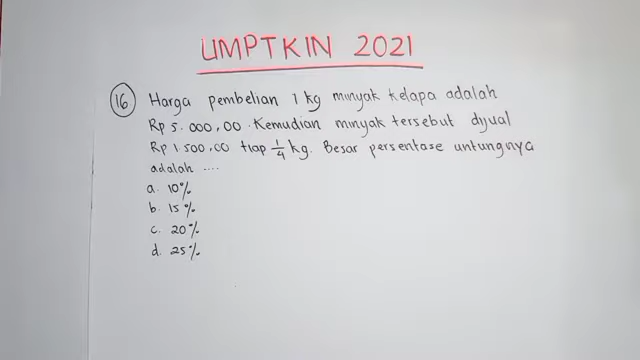 UMPTKIN 2021
16 Harga pembelian 1 kg minyak kelapa adalah
Rp 5.000,00. Kemudian minyak tersebut dijual
Rp 1.500,00 tiap 1/4 kg. Besar persentase untungnya
adalah ....
a. 10%
b. 15%
c. 20%
d. 25%